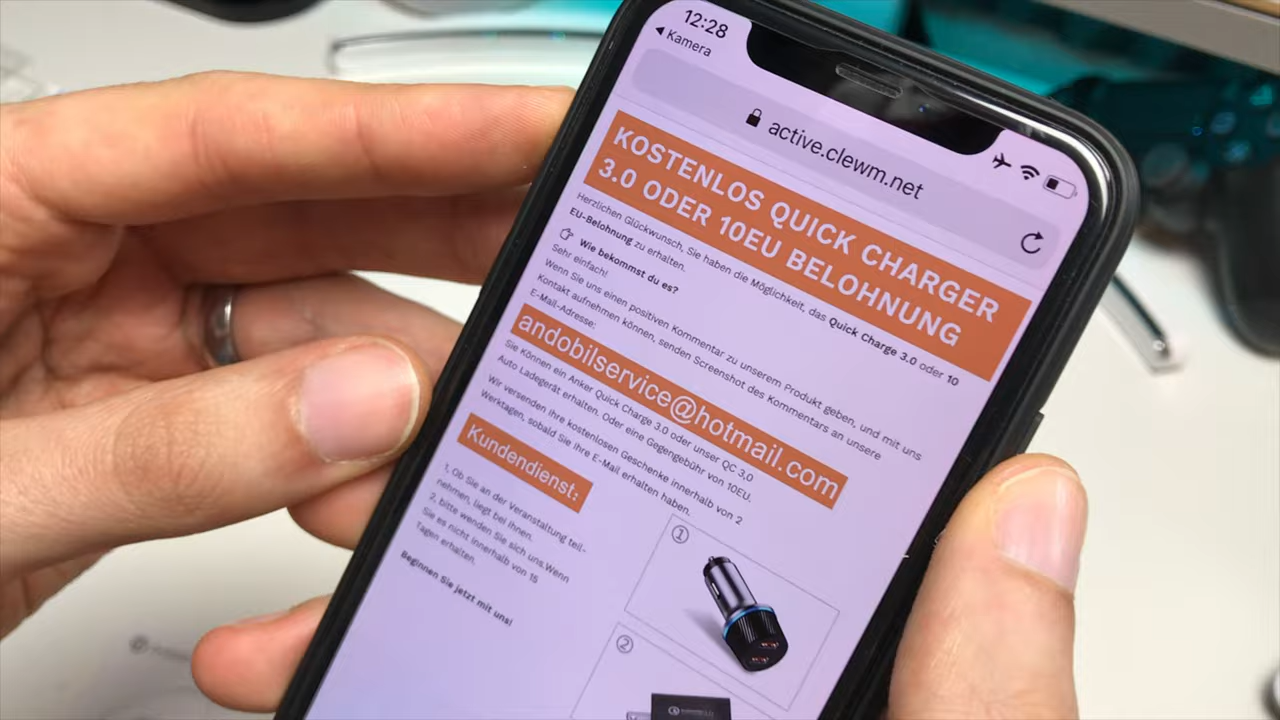 12:28
◀ Kamera
active.clewm.net
KOSTENLOS QUICK CHARGER
3.0 ODER 10EU BELOHNUNG
Herzlichen Glückwunsch, Sie haben die Möglichkeit, das Quick Charge 3.0 oder 10
EU-Belohnung zu erhalten.
Wie bekommst du es?
Sehr einfach!
Wenn Sie uns einen positiven Kommentar zu unserem Produkt geben, und mit uns
Kontakt aufnehmen können, senden Screenshot des Kommentars an unsere
E-Mail-Adresse:
andobilservice@hotmail.com
Sie Können ein Anker Quick Charge 3.0 oder unser QC 3.0
Auto Ladegerät erhalten. Oder eine Gegengebühr von 10EU.
Wir versenden ihre kostenlosen Geschenke innerhalb von 2
Werktagen, sobald Sie Ihre E-Mail erhalten haben.
Kundendienst:
1, Ob Sie an der Veranstaltung teil-
nehmen, liegt bei Ihnen.
2, bitte wenden Sie sich uns.Wenn
Sie es nicht innerhalb von 15
Tagen erhalten.
Beginnen Sie jetzt mit uns!
①
②